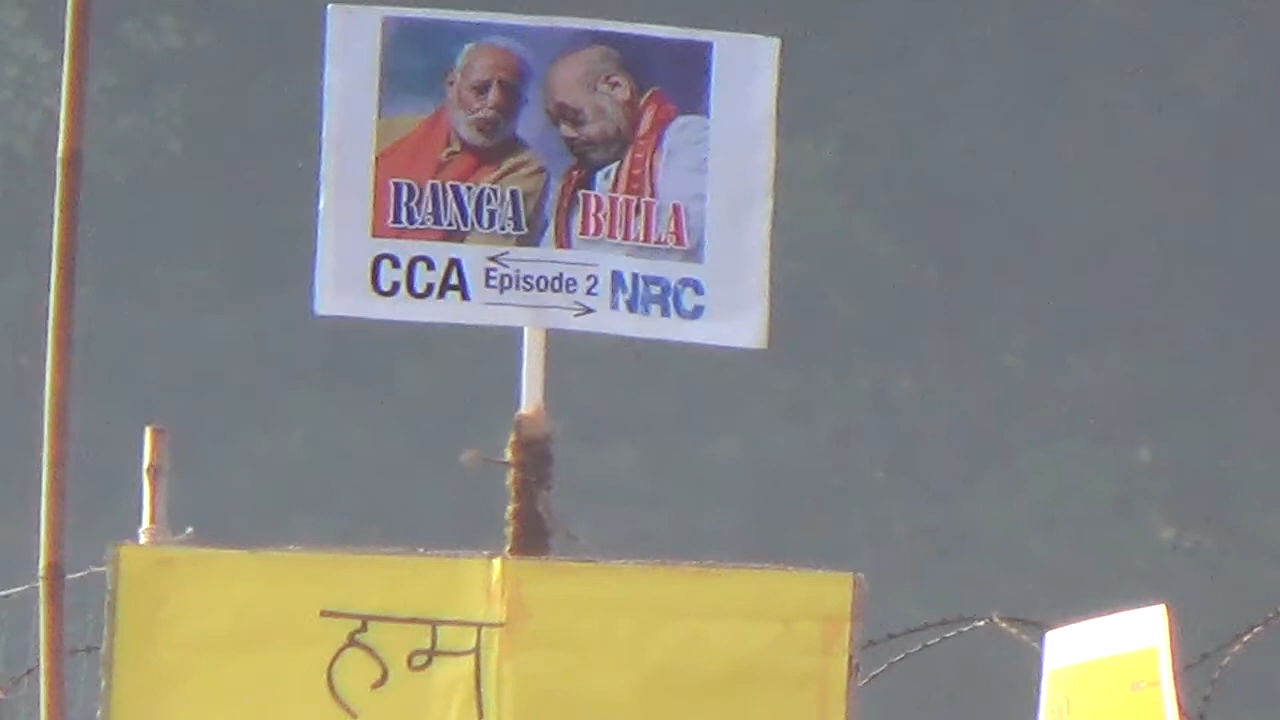 RANGA BILLA
CCA Episode 2 NRC
हम